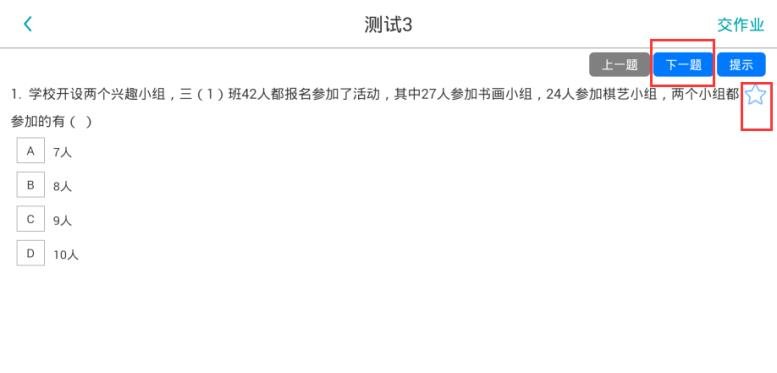 测试3
交作业
上一题
下一题
提示
1. 学校开设两个兴趣小组，三（1）班42人都报名参加了活动，其中27人参加书画小组，24人参加棋艺小组，两个小组都
参加的有（ ）
A 7人
B 8人
C 9人
D 10人